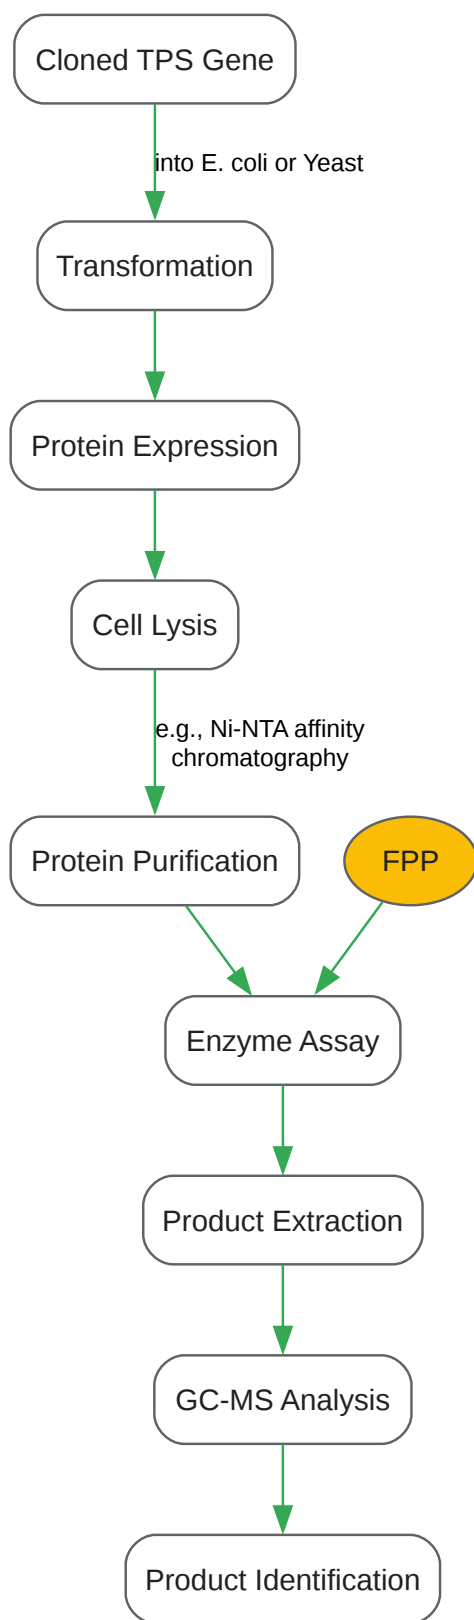 Cloned TPS Gene
into E. coli or Yeast
Transformation
Protein Expression
Cell Lysis
e.g., Ni-NTA affinity
chromatography
Protein Purification
FPP
Enzyme Assay
Product Extraction
GC-MS Analysis
Product Identification